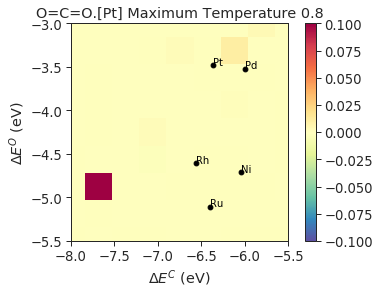 O=C=O.[Pt] Maximum Temperature 0.8
−3.0
−3.5
−4.0
−4.5
−5.0
−5.5
ΔE^O (eV)
Pt
Pd
Rh
Ni
Ru
−8.0 −7.5 −7.0 −6.5 −6.0 −5.5
ΔE^C (eV)
0.100
0.075
0.050
0.025
0.000
−0.025
−0.050
−0.075
−0.100